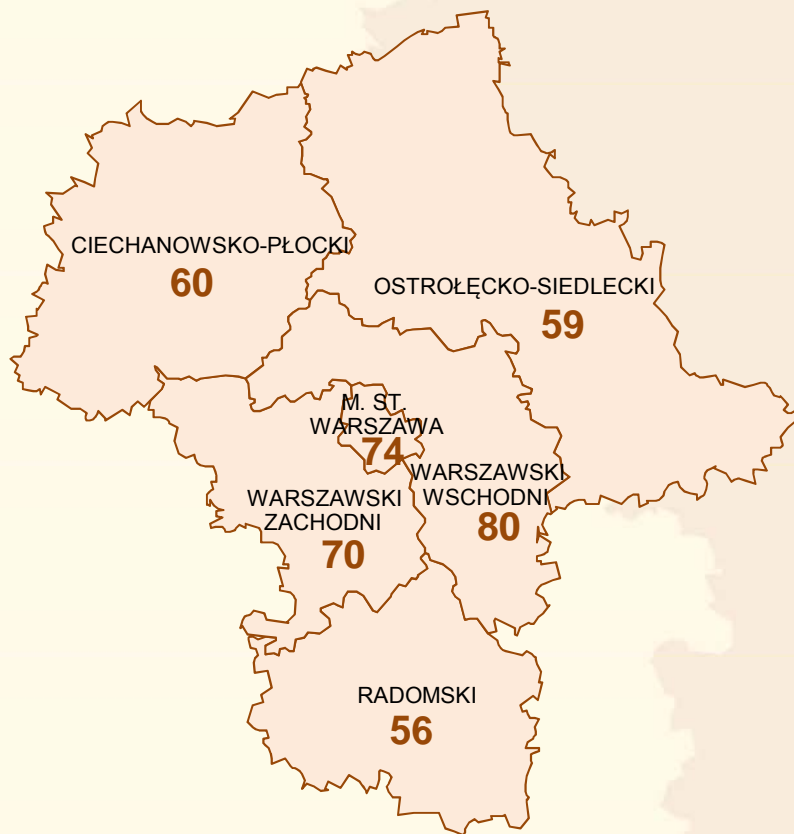 CIECHANOWSKO-PŁOCKI
60
OSTROŁĘCKO-SIEDLECKI
59
M. ST.
WARSZAWA
74
WARSZAWSKI
WSCHODNI
80
WARSZAWSKI
ZACHODNI
70
RADOMSKI
56